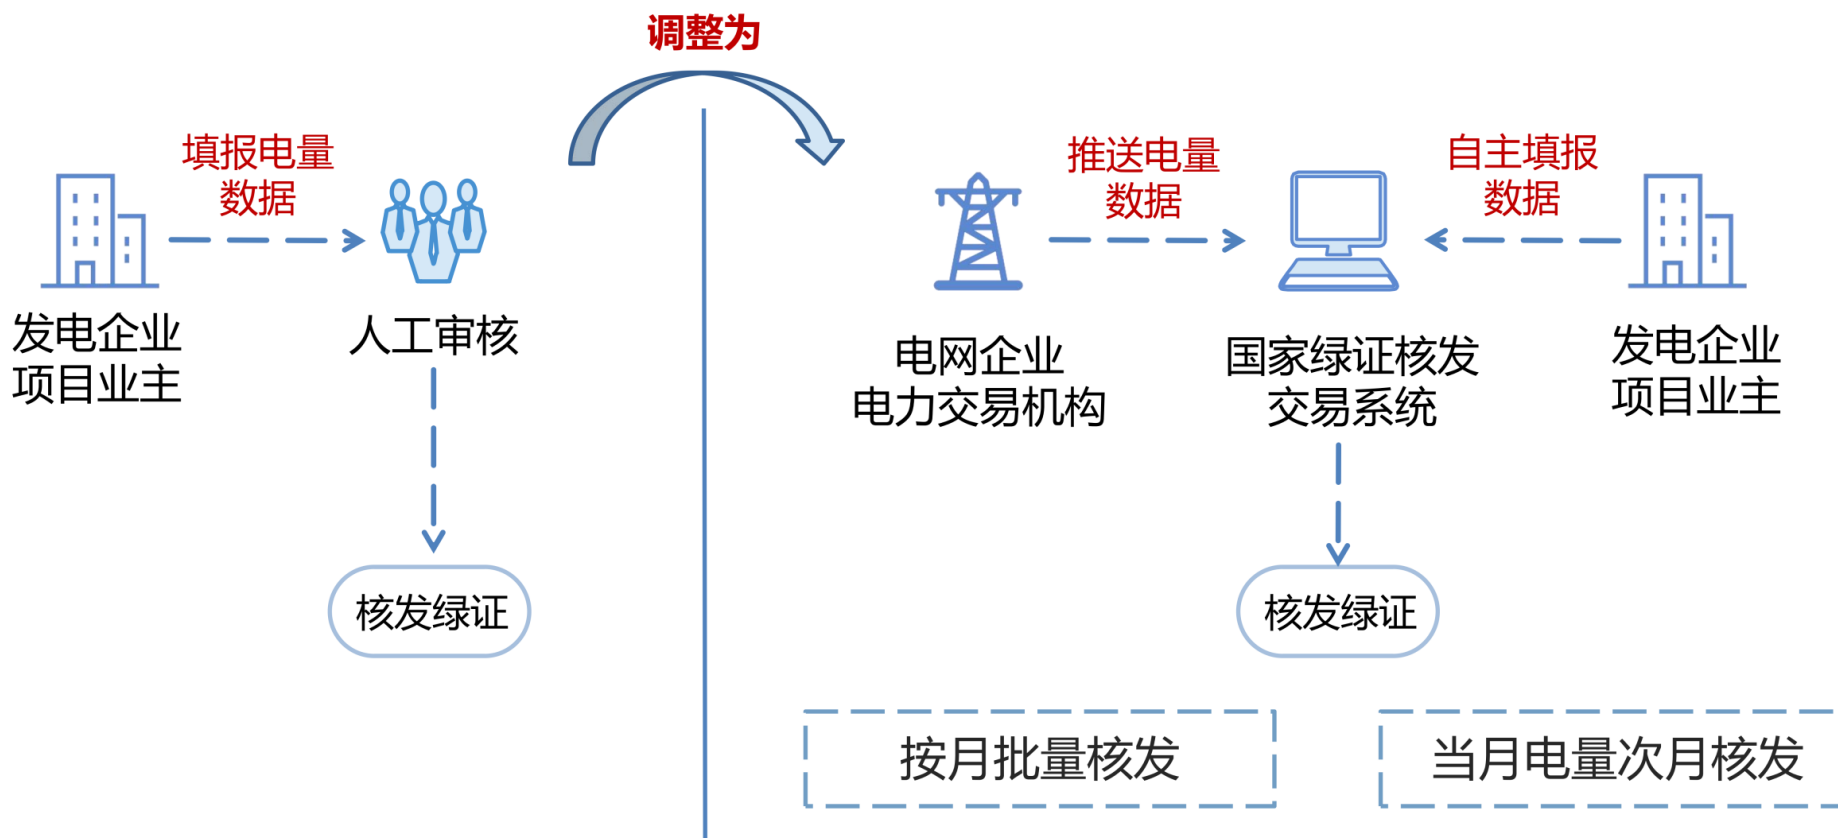 调整为
填报电量
数据
发电企业
项目业主
人工审核
核发绿证
推送电量
数据
自主填报
数据
电网企业
电力交易机构
国家绿证核发
交易系统
发电企业
项目业主
核发绿证
按月批量核发
当月电量次月核发